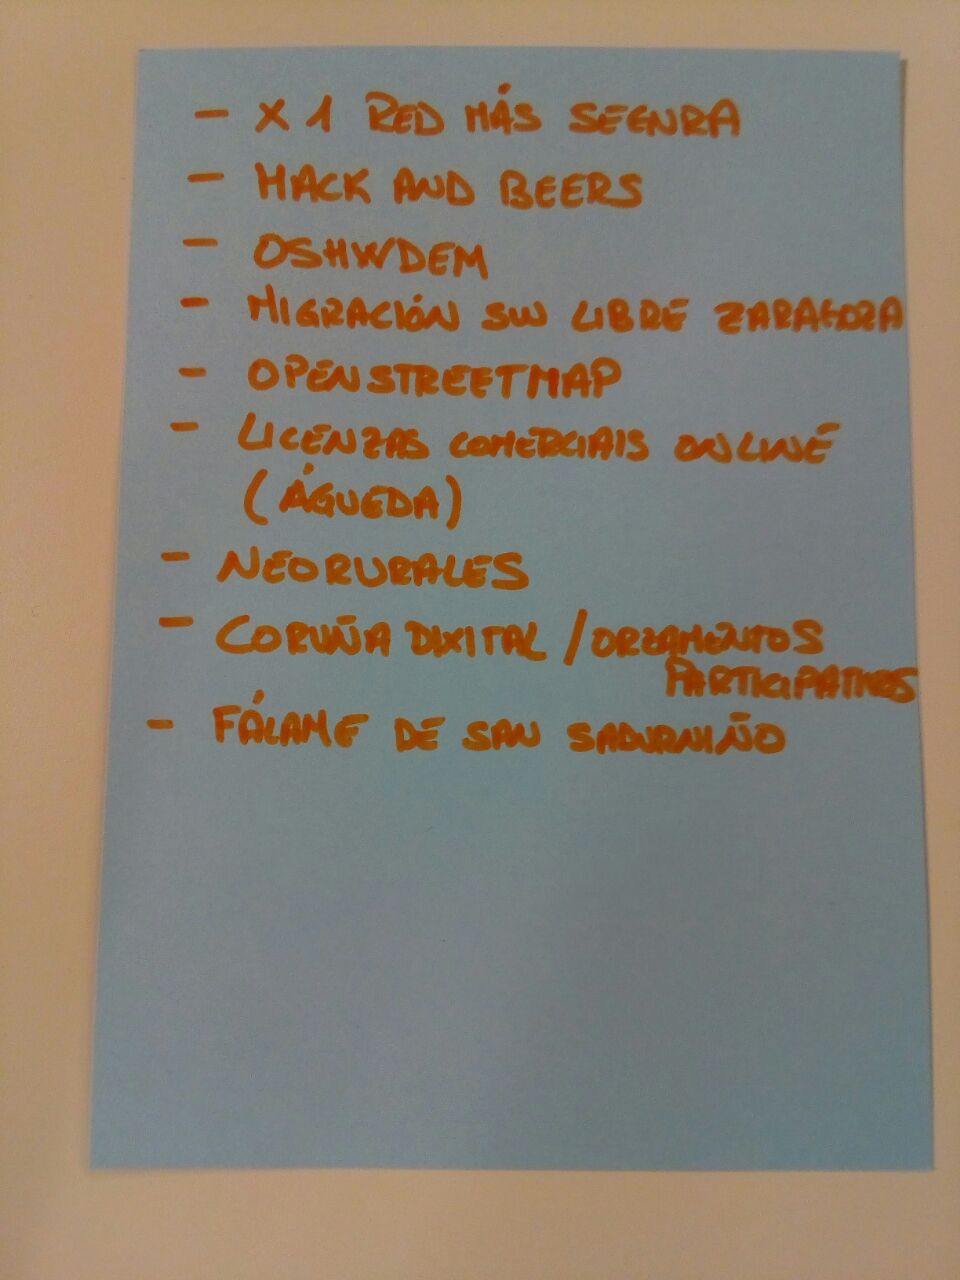 - X 1 RED MÁS SEGURA
- HACK AND BEERS
- OSHWDEM
- MIGRACIÓN SW LIBRE ZARAGOZA
- OPENSTREETMAP
- LICENZAS COMERCIAIS ONLINE
(ÁGUEDA)
- NEORURALES
- CORUÑA DIXITAL / ORZAMENTOS
PARTICIPATIVOS
- FÁLAME DE SAN SADURNIÑO